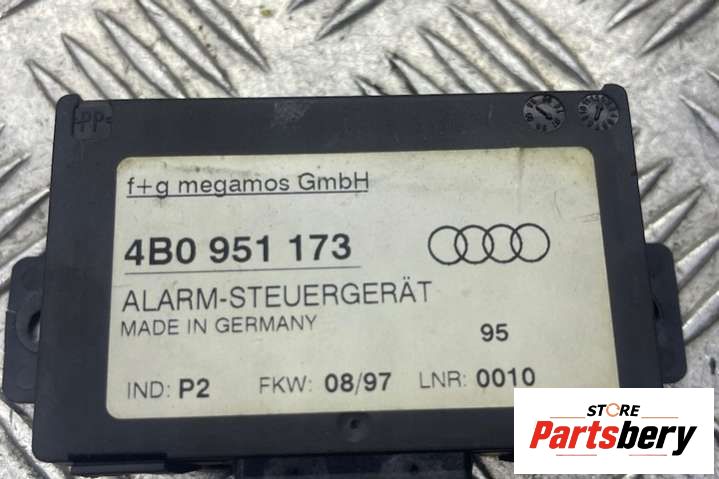 PP
f+g megamos GmbH
4B0 951 173
ALARM-STEUERGERÄT
MADE IN GERMANY
95
IND: P2 FKW: 08/97 LNR: 0010
STORE
Partsbery